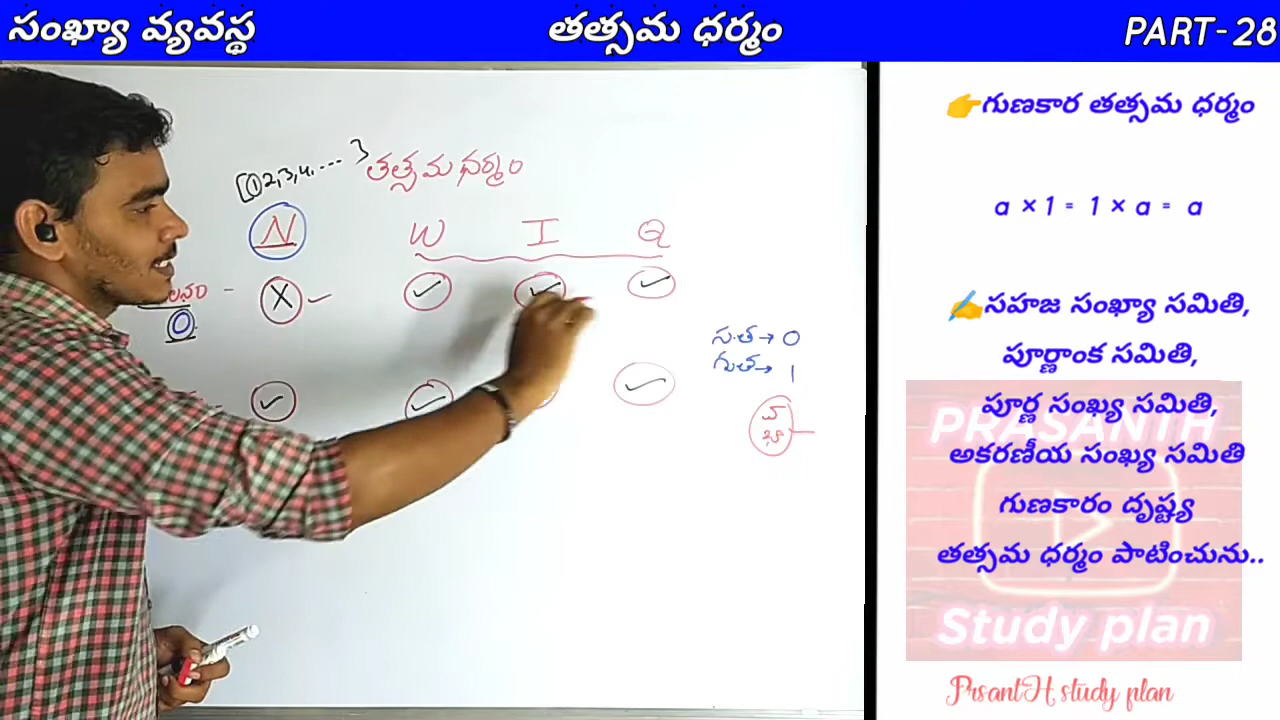 సంఖ్యా వ్యవస్థ తత్సమ ధర్మం PART-28
{1 2,3,4,... }
తత్సమ ధర్మం
N W I Q
0
స.త → 0
గు.త → 1
👉గుణకార తత్సమ ధర్మం
a × 1 = 1 × a = a
✍️సహజ సంఖ్యా సమితి,
పూర్ణాంక సమితి,
పూర్ణ సంఖ్య సమితి,
అకరణీయ సంఖ్య సమితి
గుణకారం దృష్ట్య
తత్సమ ధర్మం పాటించును..
PRASANTH
Study plan
PrsantH study plan